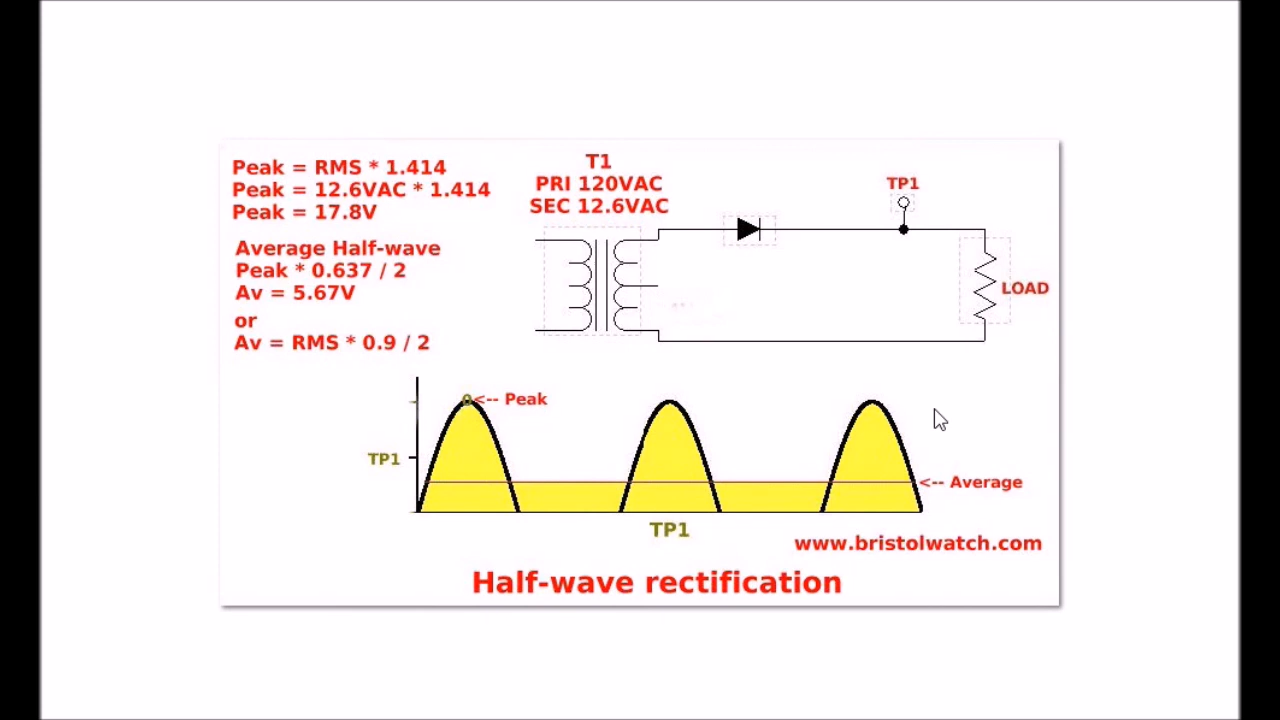 Peak = RMS * 1.414
Peak = 12.6VAC * 1.414
Peak = 17.8V
Average Half-wave
Peak * 0.637 / 2
Av = 5.67V
or
Av = RMS * 0.9 / 2
T1
PRI 120VAC
SEC 12.6VAC
TP1
LOAD
<-- Peak
TP1
<-- Average
TP1
www.bristolwatch.com
Half-wave rectification